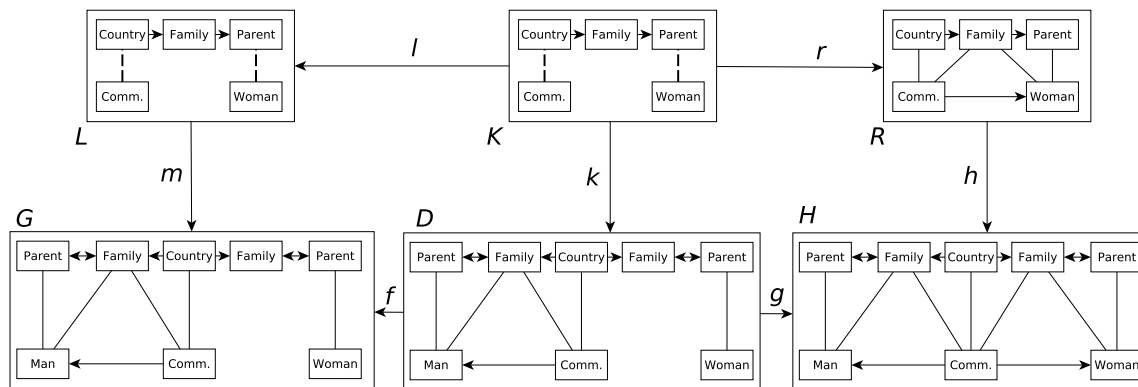 Country Family Parent
Comm. Woman
L
l
Country Family Parent
Comm. Woman
K
r
Country Family Parent
Comm. Woman
R
m
k
h
G
Parent Family Country Family Parent
Man Comm. Woman
f
D
Parent Family Country Family Parent
Man Comm. Woman
g
H
Parent Family Country Family Parent
Man Comm. Woman